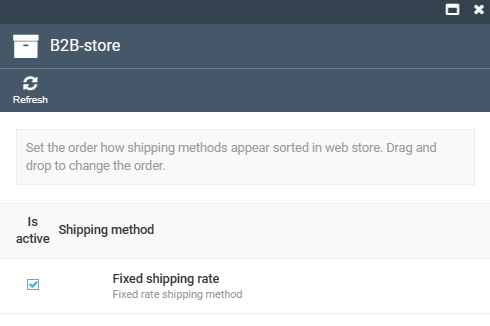 B2B-store
Refresh
Set the order how shipping methods appear sorted in web store. Drag and
drop to change the order.
Is
active
Shipping method
Fixed shipping rate
Fixed rate shipping method